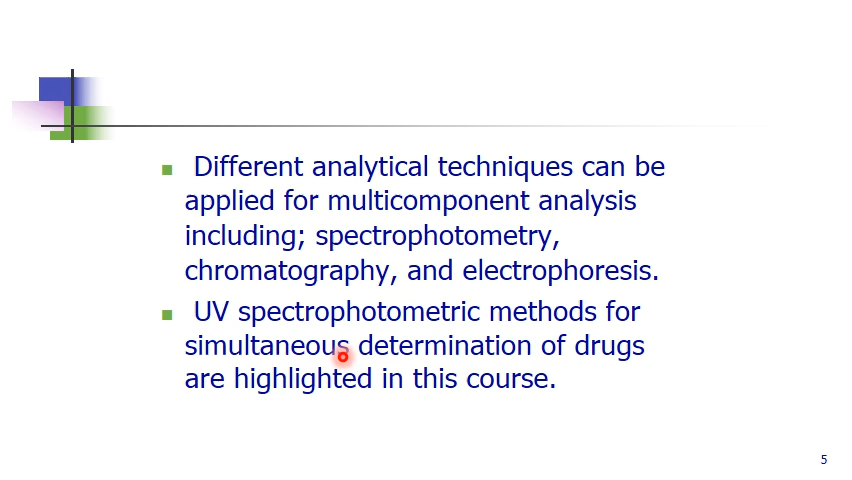 Different analytical techniques can be
applied for multicomponent analysis
including; spectrophotometry,
chromatography, and electrophoresis.
UV spectrophotometric methods for
simultaneous determination of drugs
are highlighted in this course.
5